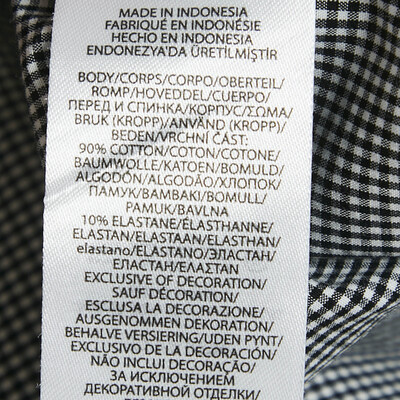 MADE IN INDONESIA
FABRIQUÉ EN INDONÉSIE
HECHO EN INDONESIA
ENDONEZYA'DA ÜRETİLMİŞTİR
BODY/CORPS/CORPO/OBERTEIL/
ROMP/HOVEDDEL/CUERPO/
ПЕРЕД И СПИНКА/КОРПУС/ΣΩΜΑ/
BRUK (KROPP)/ANVÄND (KROPP)/
BEDEN/VRCHNÍ ČÁST:
90% COTTON/COTON/COTONE/
BAUMWOLLE/KATOEN/BOMULD/
ALGODÓN/ALGODÃO/ХЛОПОК/
ПАМУК/ΒΑΜΒΑΚΙ/BOMULL/
PAMUK/BAVLNA
10% ELASTANE/ÉLASTHANNE/
ELASTAN/ELASTAAN/ELASTHAN/
elastano/ELASTANO/ЭЛАСТАН/
ЕЛАСТАН/ΕΛΑΣΤΑΝ
EXCLUSIVE OF DECORATION/
SAUF DÉCORATION/
ESCLUSA LA DECORAZIONE/
AUSGENOMMEN DEKORATION/
BEHALVE VERSIERING/UDEN PYNT/
EXCLUSIVO DE LA DECORACIÓN/
NÃO INCLUI DECORAÇÃO/
ЗА ИСКЛЮЧЕНИЕМ
ДЕКОРАТИВНОЙ ОТДЕЛКИ/